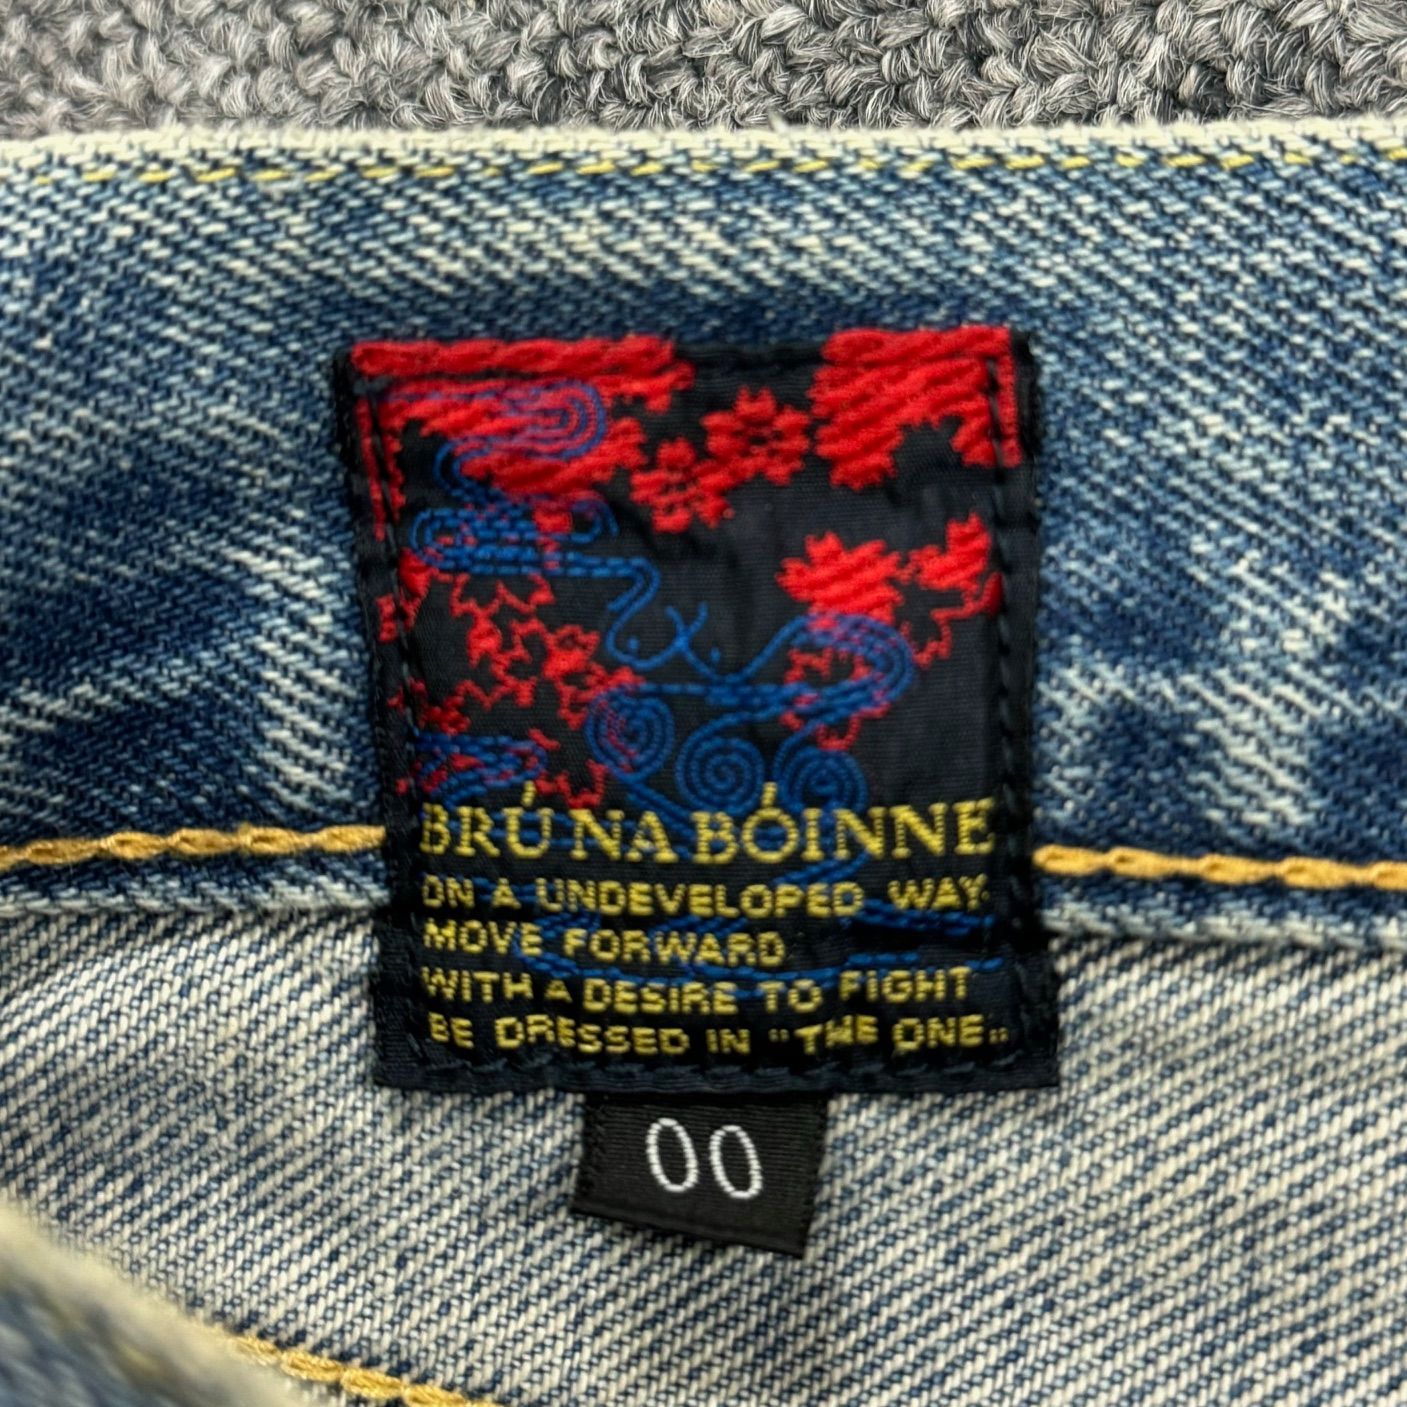 BRÚ NA BÓINNE
ON A UNDEVELOPED WAY.
MOVE FORWARD
WITH A DESIRE TO FIGHT
BE DRESSED IN "THE ONE"
00